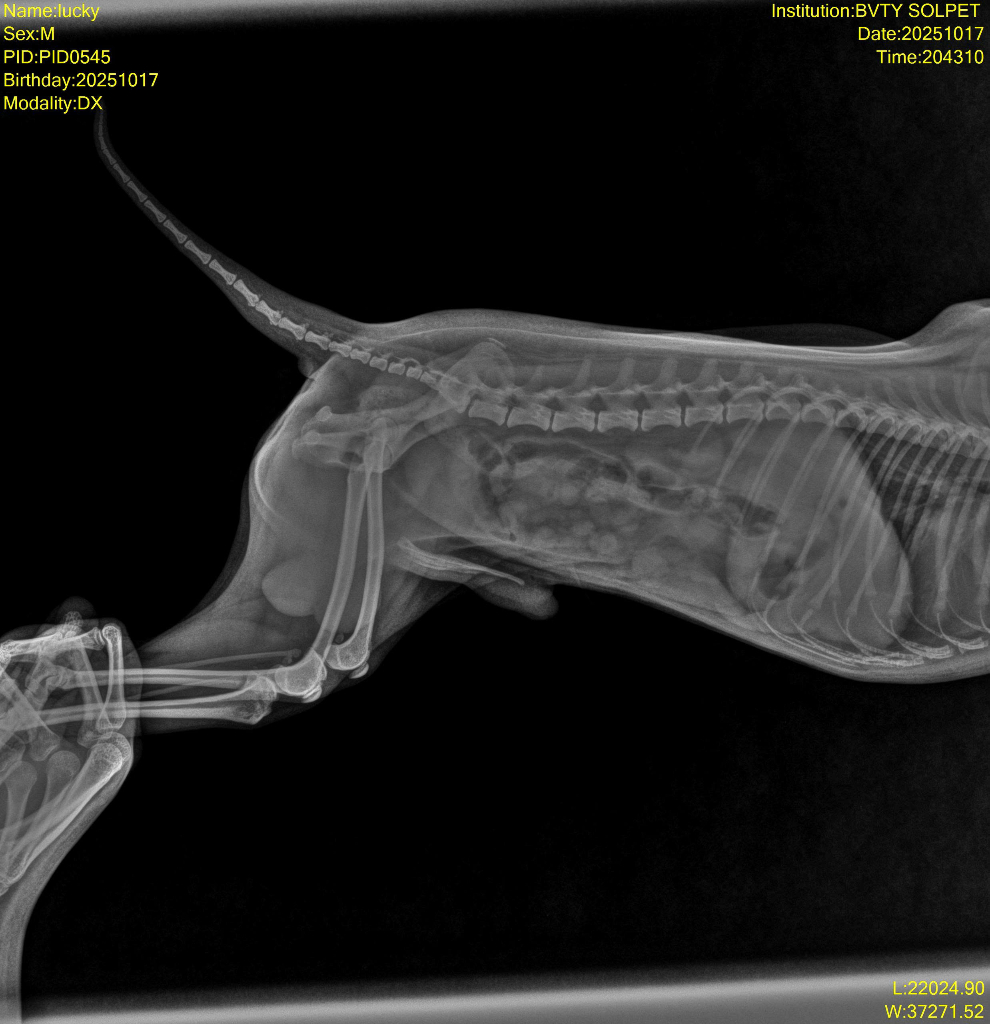 Name:lucky
Sex:M
PID:PID0545
Birthday:20251017
Modality:DX
Institution:BVTY SOLPET
Date:20251017
Time:204310
L:22024.90
W:37271.52